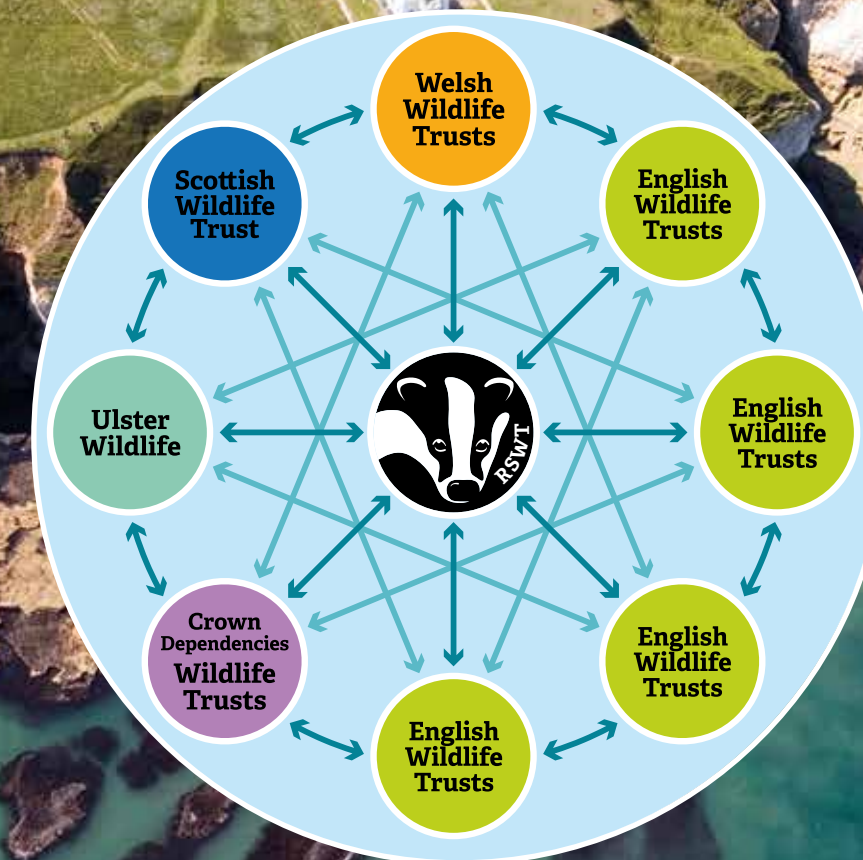 Welsh
Wildlife
Trusts
Scottish
Wildlife
Trust
English
Wildlife
Trusts
Ulster
Wildlife
RSWT
English
Wildlife
Trusts
Crown
Dependencies
Wildlife
Trusts
English
Wildlife
Trusts
English
Wildlife
Trusts